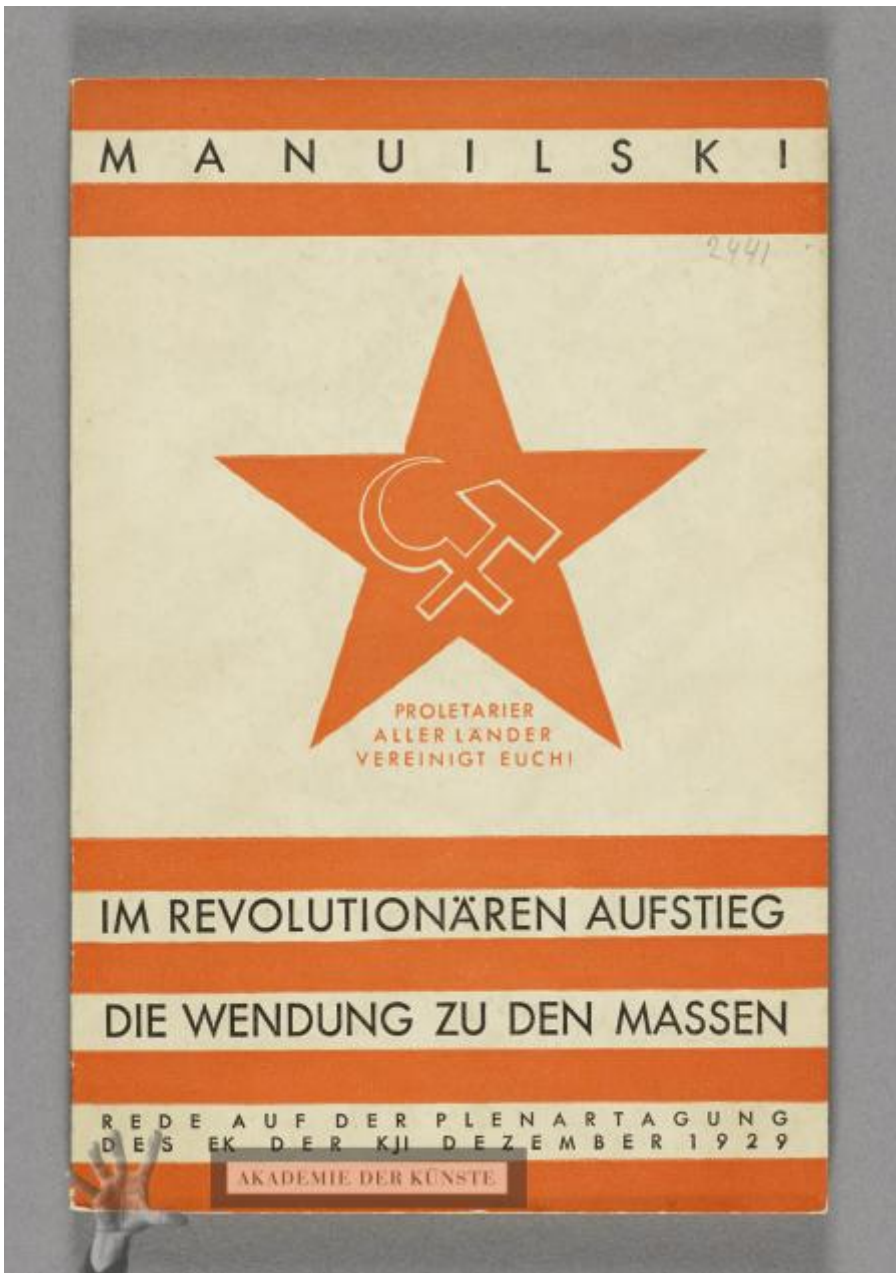 MANUILSKI
2441
PROLETARIER
ALLER LÄNDER
VEREINIGT EUCH!
IM REVOLUTIONÄREN AUFSTIEG
DIE WENDUNG ZU DEN MASSEN
REDE AUF DER PLENARTAGUNG
DES EK DER KJI DEZEMBER 1929
AKADEMIE DER KÜNSTE